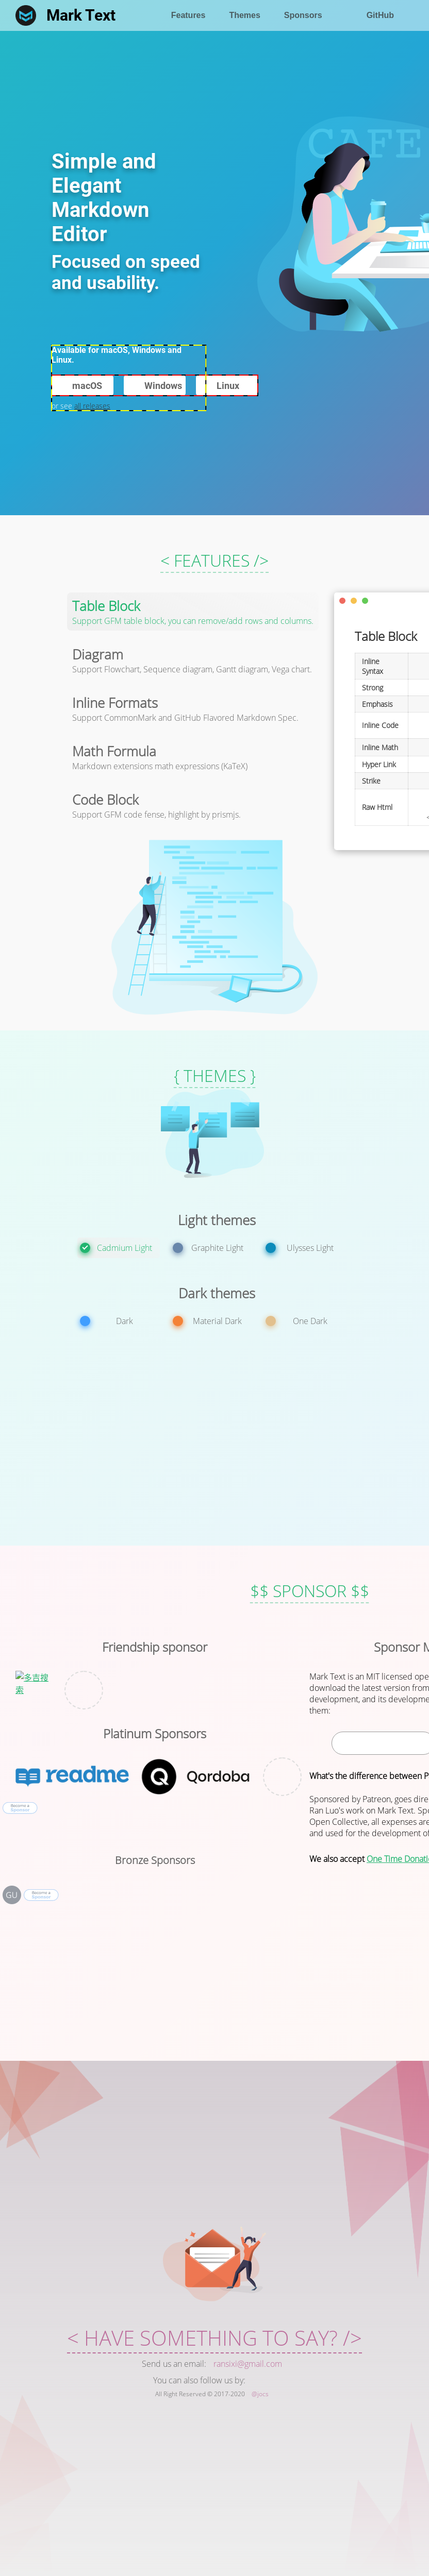 Mark Text
Features
Themes
Sponsors
GitHub
CAFE
Simple and
Elegant
Markdown
Editor
Focused on speed
and usability.
Available for macOS, Windows and
Linux.
macOS
Windows
Linux
or see all releases
< FEATURES />
Table Block
Support GFM table block, you can remove/add rows and columns.
Diagram
Support Flowchart, Sequence diagram, Gantt diagram, Vega chart.
Inline Formats
Support CommonMark and GitHub Flavored Markdown Spec.
Math Formula
Markdown extensions math expressions (KaTeX)
Code Block
Support GFM code fense, highlight by prismjs.
Table Block
Inline
Syntax
Strong
Emphasis
Inline Code
Inline Math
Hyper Link
Strike
Raw Html
{ THEMES }
Light themes
Cadmium Light
Graphite Light
Ulysses Light
Dark themes
Dark
Material Dark
One Dark
$$ SPONSOR $$
Friendship sponsor
多吉搜
索
Platinum Sponsors
readme
Qordoba
Become a
Sponsor
Bronze Sponsors
GU
Become a
Sponsor
Sponsor M
Mark Text is an MIT licensed ope
download the latest version from
development, and its developme
them:
What's the difference between P
Sponsored by Patreon, goes dire
Ran Luo's work on Mark Text. Spo
Open Collective, all expenses are
and used for the development of
We also accept One Time Donati
< HAVE SOMETHING TO SAY? />
Send us an email: ransixi@gmail.com
You can also follow us by:
All Right Reserved © 2017-2020 @jocs